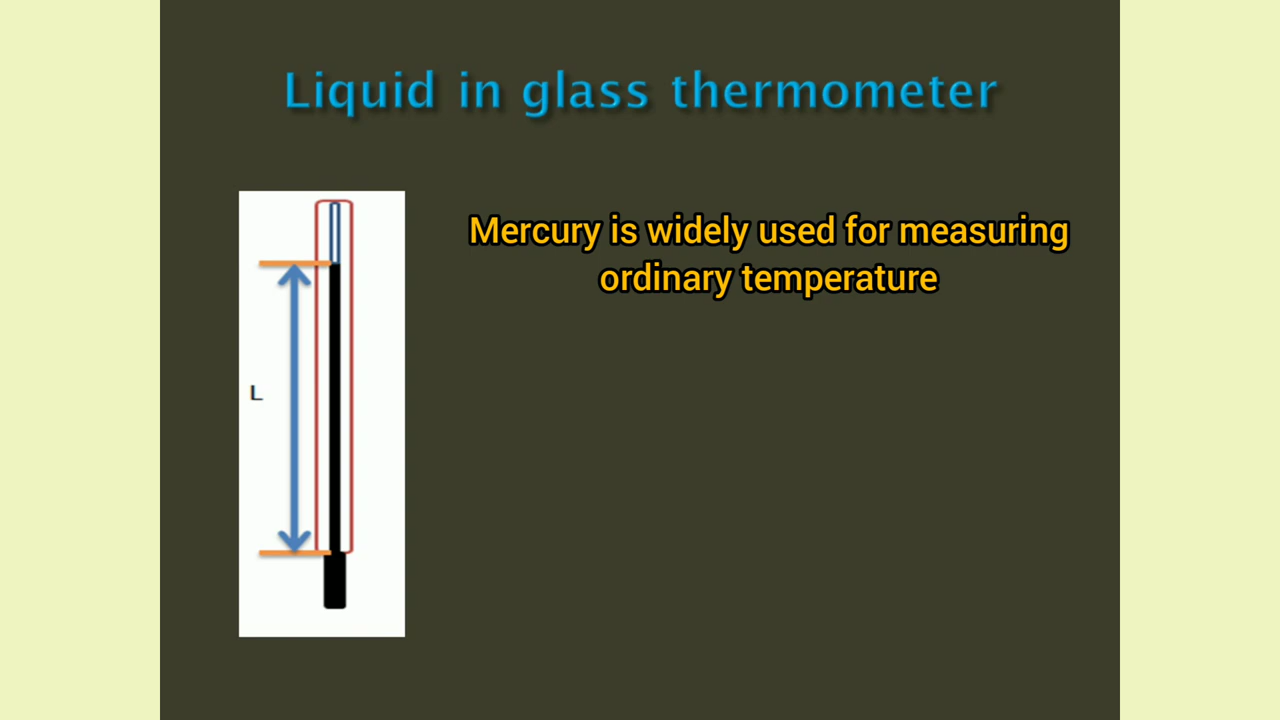 Liquid in glass thermometer
Mercury is widely used for measuring
ordinary temperature
L